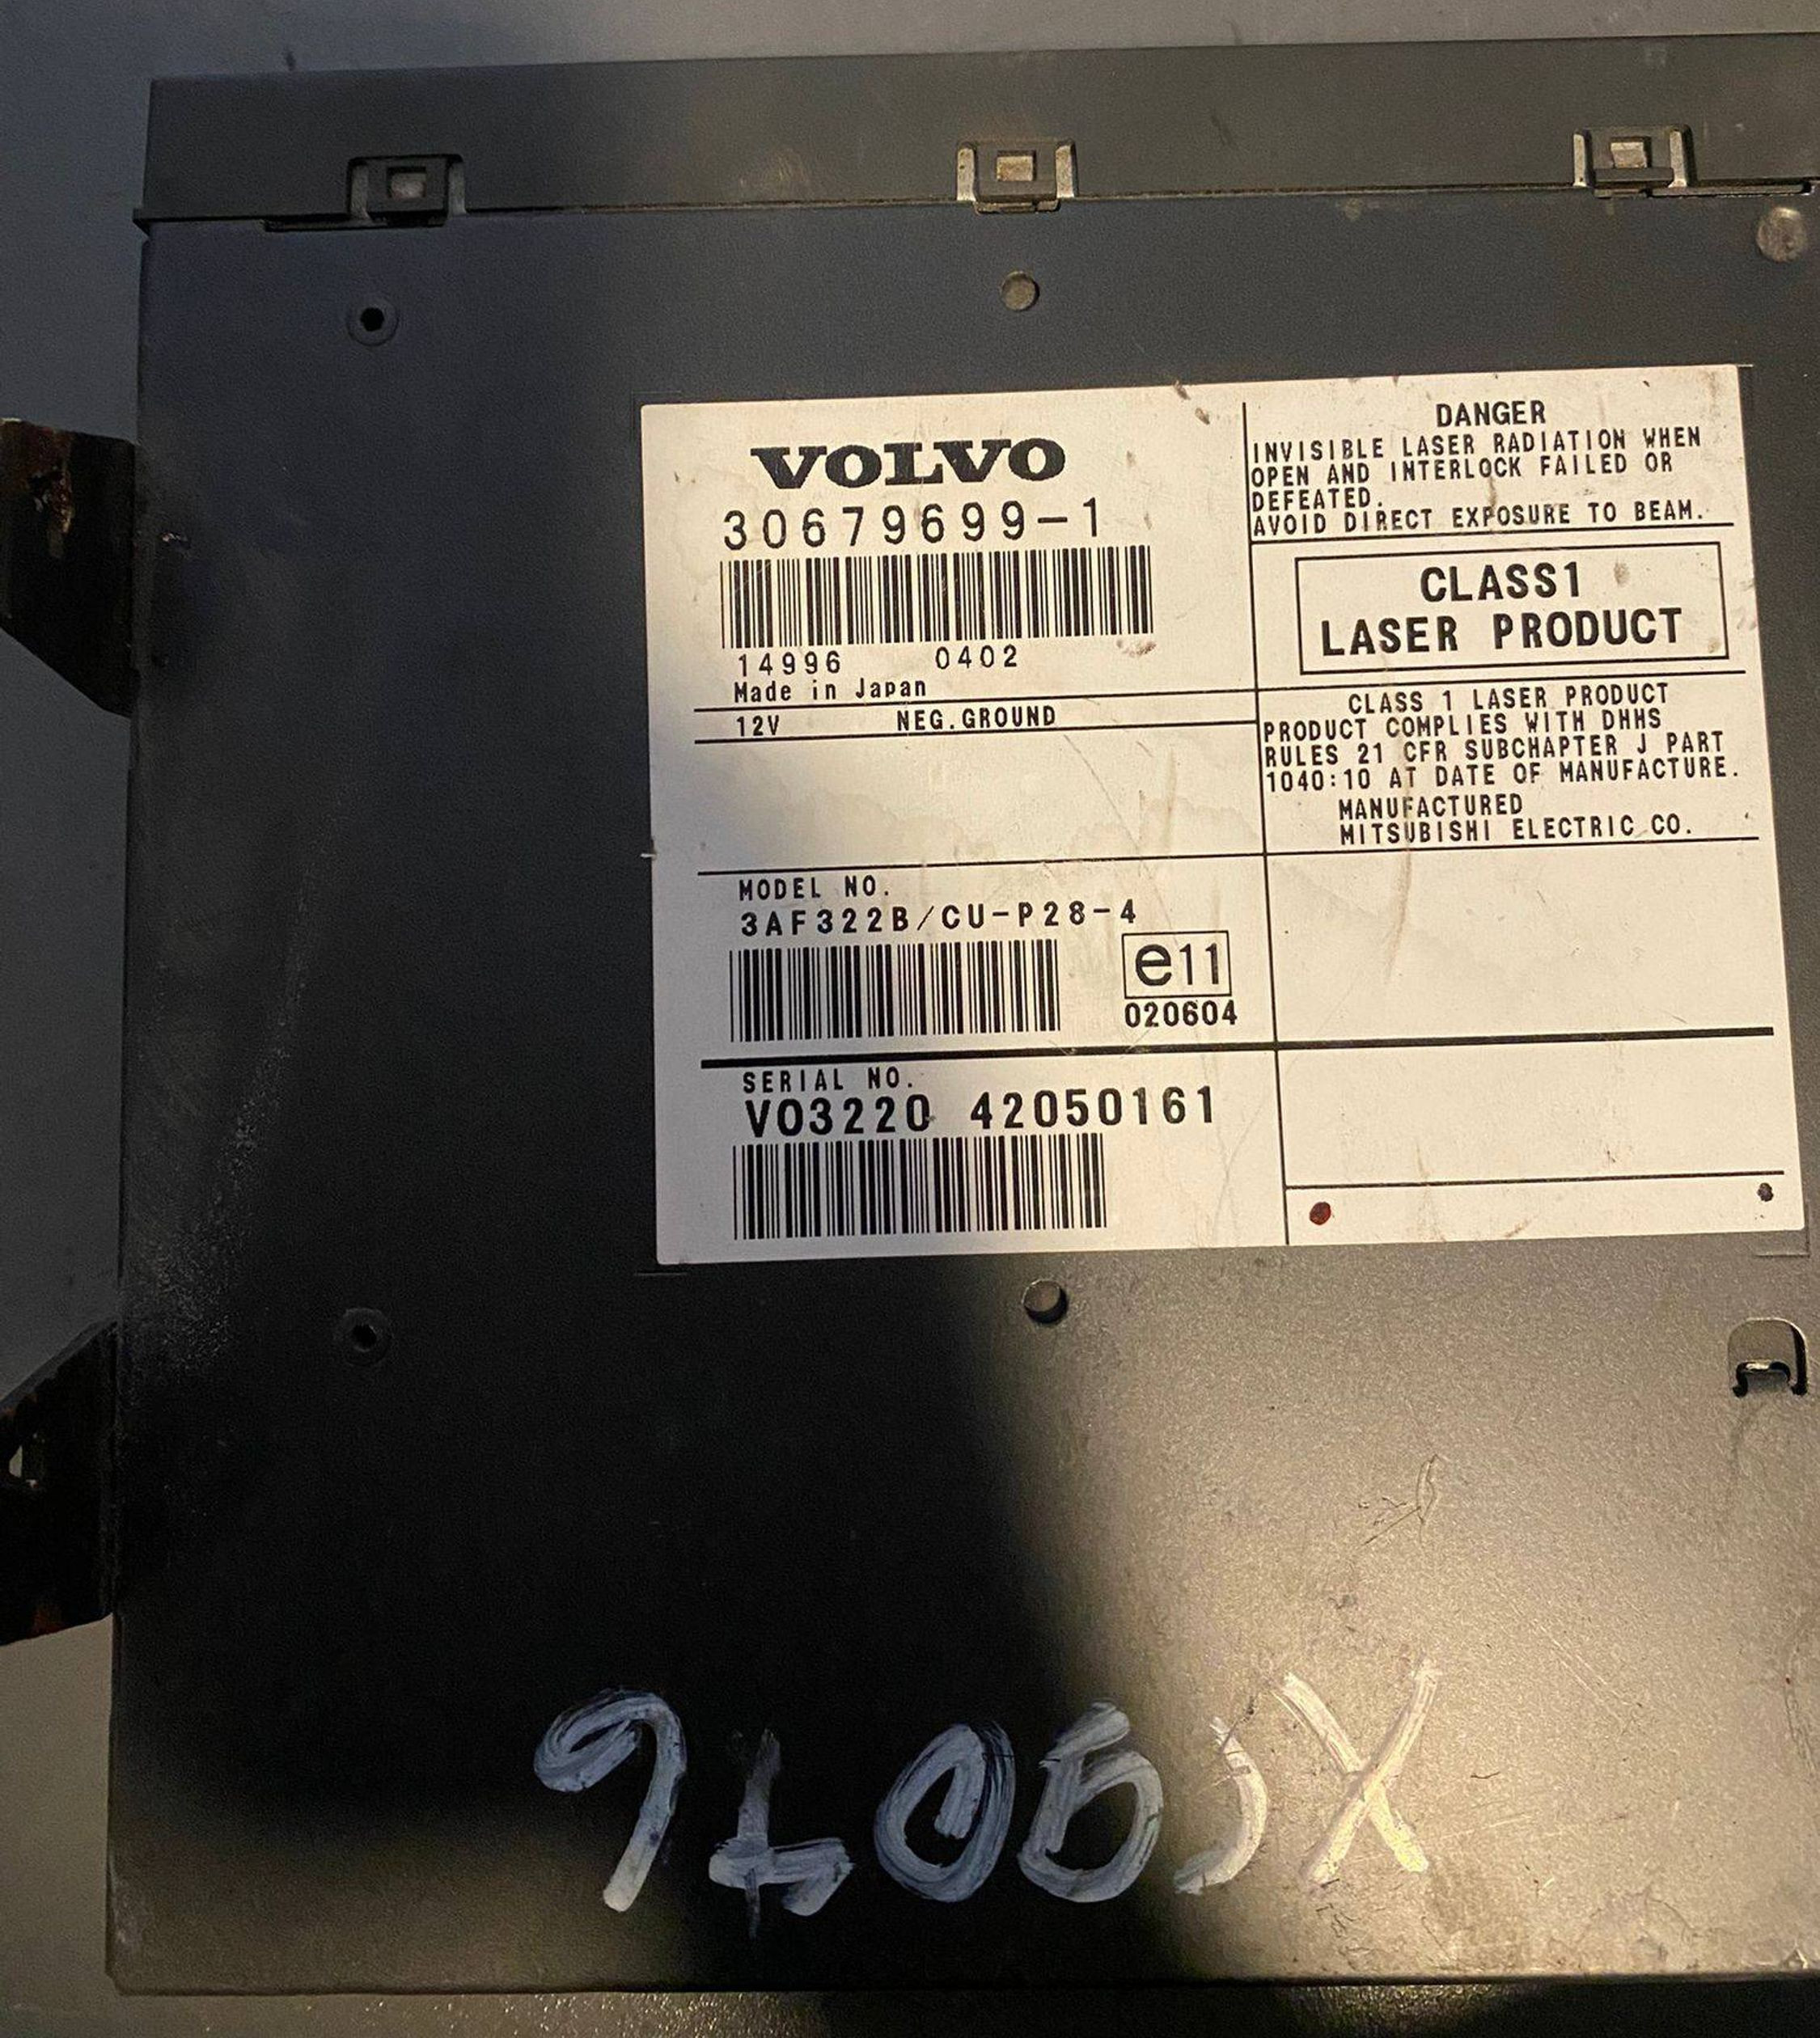 VOLVO
30679699-1
14996 0402
Made in Japan
12V NEG.GROUND
MODEL NO.
3AF322B/CU-P28-4
e11
020604
SERIAL NO.
VO3220 42050161
DANGER
INVISIBLE LASER RADIATION WHEN
OPEN AND INTERLOCK FAILED OR
DEFEATED.
AVOID DIRECT EXPOSURE TO BEAM.
CLASS1
LASER PRODUCT
CLASS 1 LASER PRODUCT
PRODUCT COMPLIES WITH DHHS
RULES 21 CFR SUBCHAPTER J PART
1040:10 AT DATE OF MANUFACTURE.
MANUFACTURED
MITSUBISHI ELECTRIC CO.